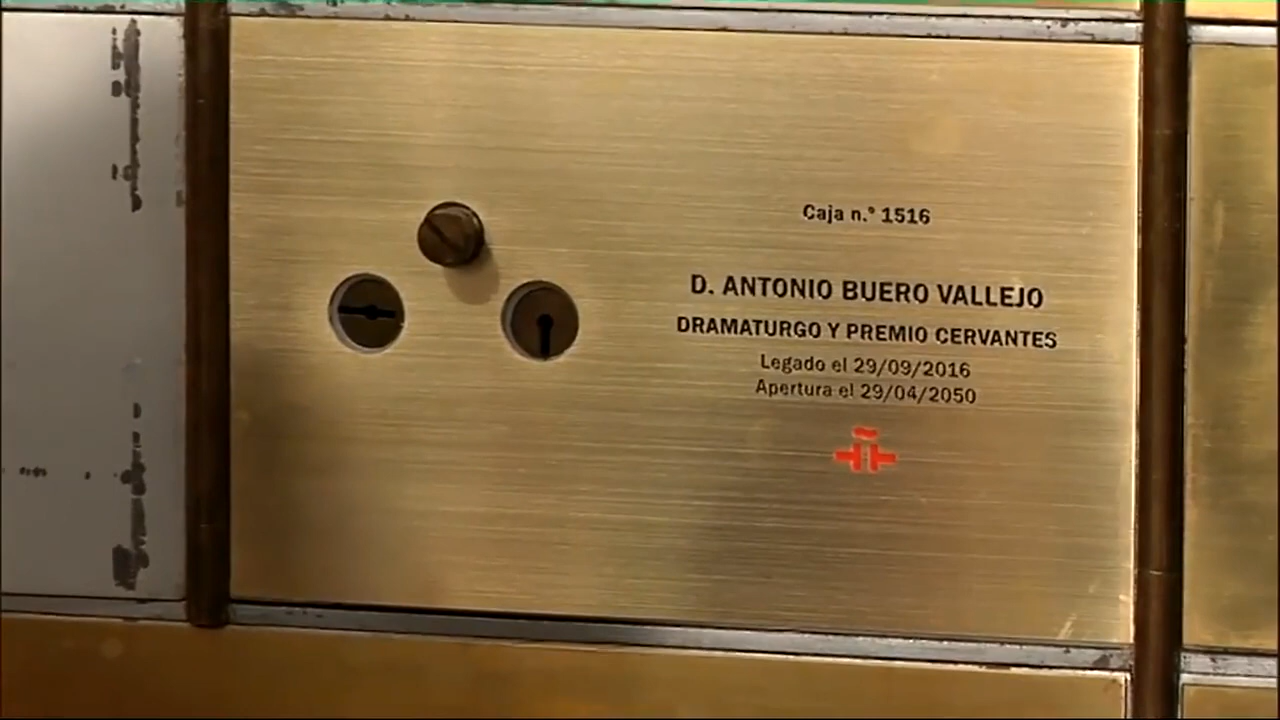 Caja n.º 1516
D. ANTONIO BUERO VALLEJO
DRAMATURGO Y PREMIO CERVANTES
Legado el 29/09/2016
Apertura el 29/04/2050